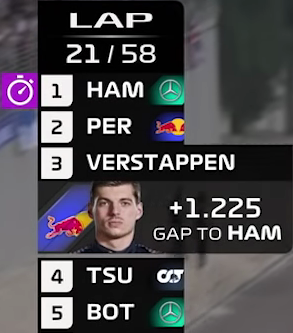 LAP
21 / 58
1 HAM
2 PER
3 VERSTAPPEN
+1.225
GAP TO HAM
4 TSU
5 BOT